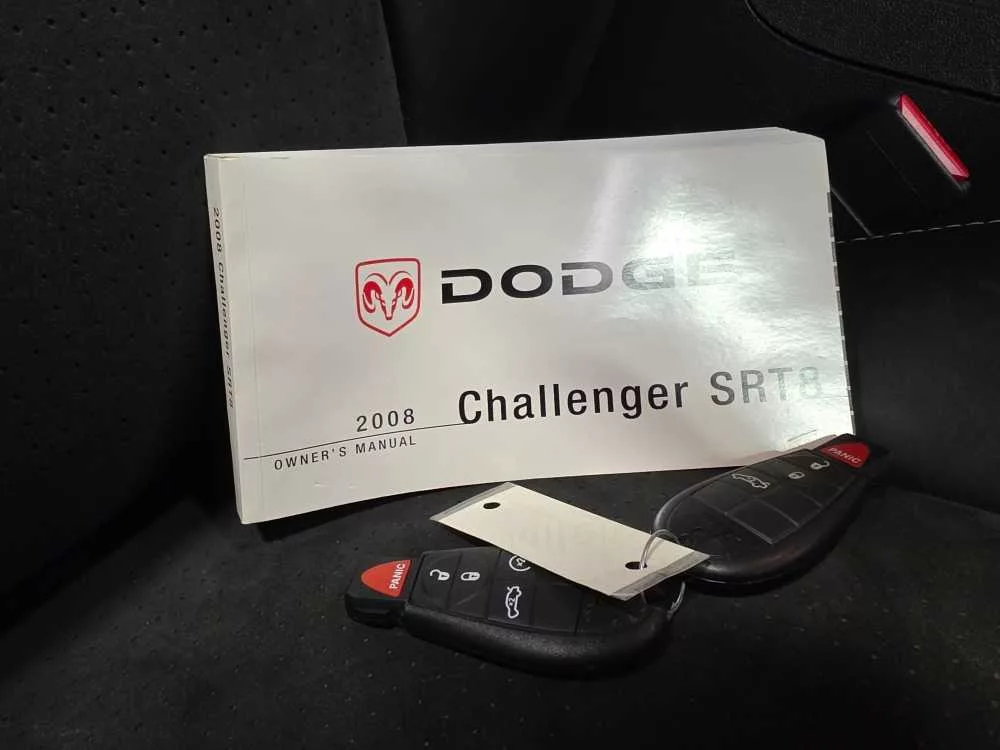 DODGE
2008 Challenger SRT8
OWNER'S MANUAL
2008 Challenger SRT8
PANIC
PANIC